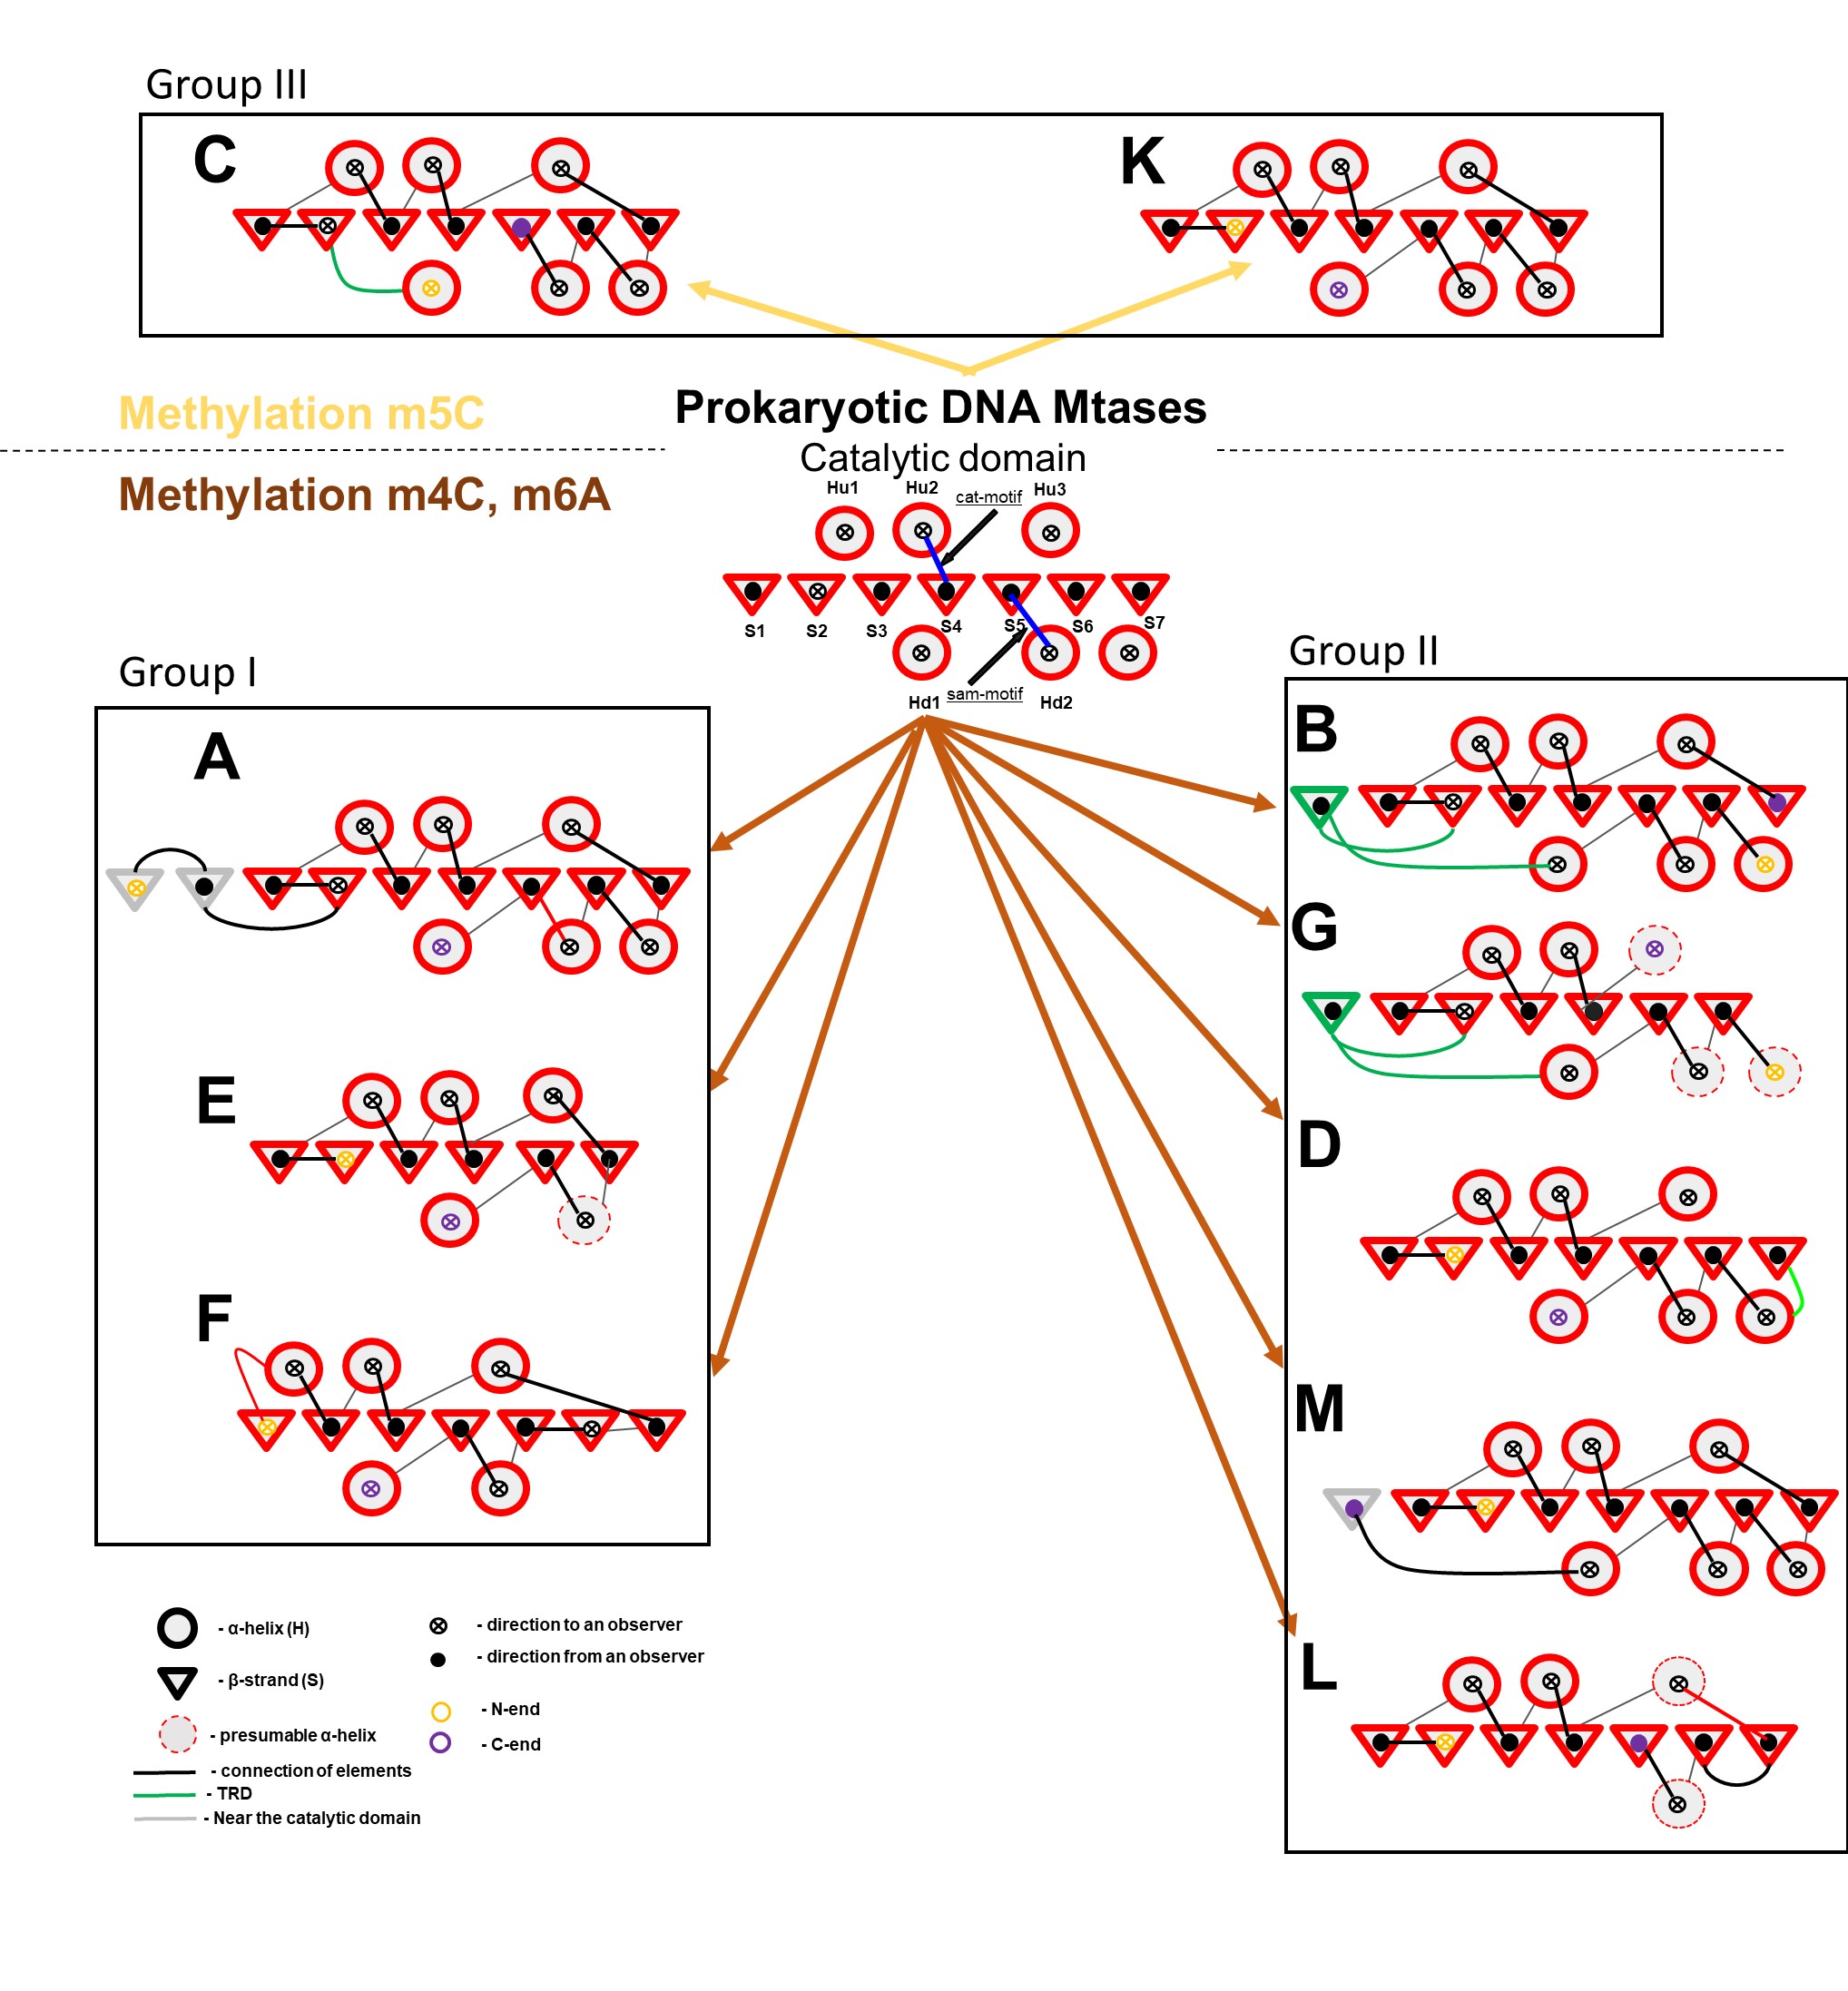 Group III
C
K
Methylation m5C
Prokaryotic DNA Mtases
Catalytic domain
Methylation m4C, m6A
Hu1
Hu2
Hu3
cat-motif
S1
S2
S3
S4
S5
S6
S7
Hd1
sam-motif
Hd2
Group I
A
E
F
Group II
B
G
D
M
L
- α-helix (H)
- β-strand (S)
- presumable α-helix
- connection of elements
- TRD
- Near the catalytic domain
- direction to an observer
- direction from an observer
- N-end
- C-end